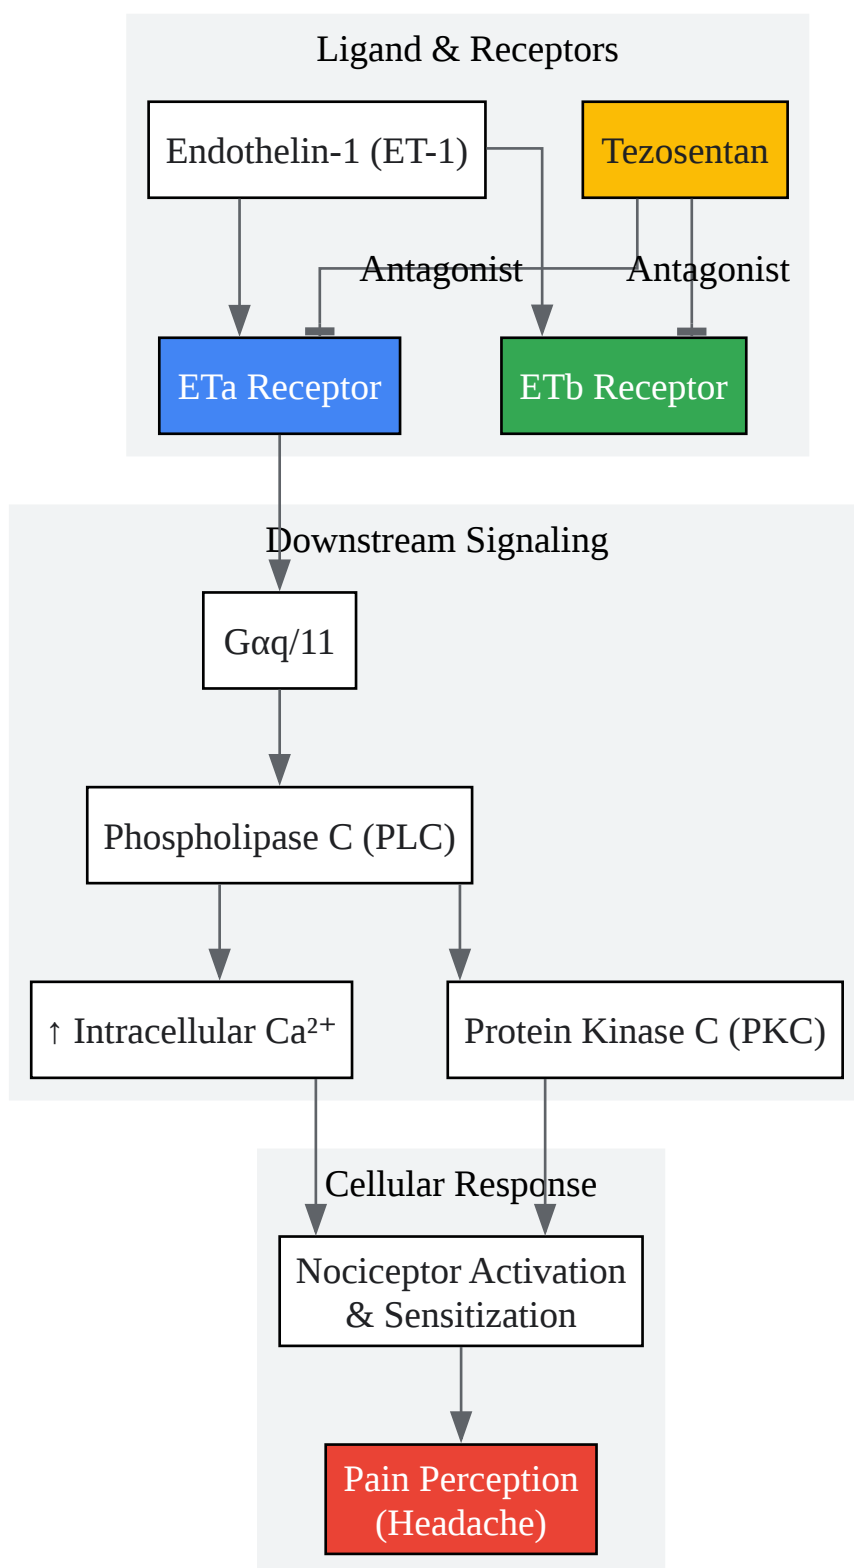 Ligand & Receptors
Endothelin-1 (ET-1)
Tezosentan
Antagonist
Antagonist
ETa Receptor
ETb Receptor
Downstream Signaling
Gαq/11
Phospholipase C (PLC)
↑ Intracellular Ca²⁺
Protein Kinase C (PKC)
Cellular Response
Nociceptor Activation
& Sensitization
Pain Perception
(Headache)